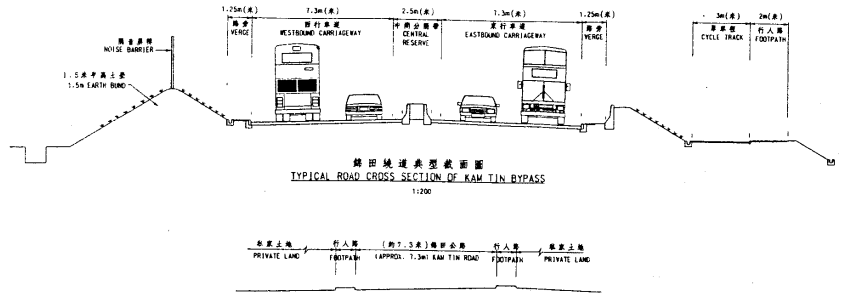 1.25m(米)
7.3m(米)
2.5m(米)
7.3m(米)
1.25m(米)
3m(米)
2m(米)
路旁
VERGE
西行車道
WESTBOUND CARRIAGEWAY
中間分隔帶
CENTRAL
RESERVE
東行車道
EASTBOUND CARRIAGEWAY
路旁
VERGE
單車徑
CYCLE TRACK
行人路
FOOTPATH
隔音屏障
NOISE BARRIER
1.5米平高土壆
1.5m EARTH BUND
錦田繞道典型截面圖
TYPICAL ROAD CROSS SECTION OF KAM TIN BYPASS
1:200
私家土地
PRIVATE LAND
行人路
FOOTPATH
(約7.3米)錦田公路
(APPROX. 7.3m) KAM TIN ROAD
行人路
FOOTPATH
私家土地
PRIVATE LAND